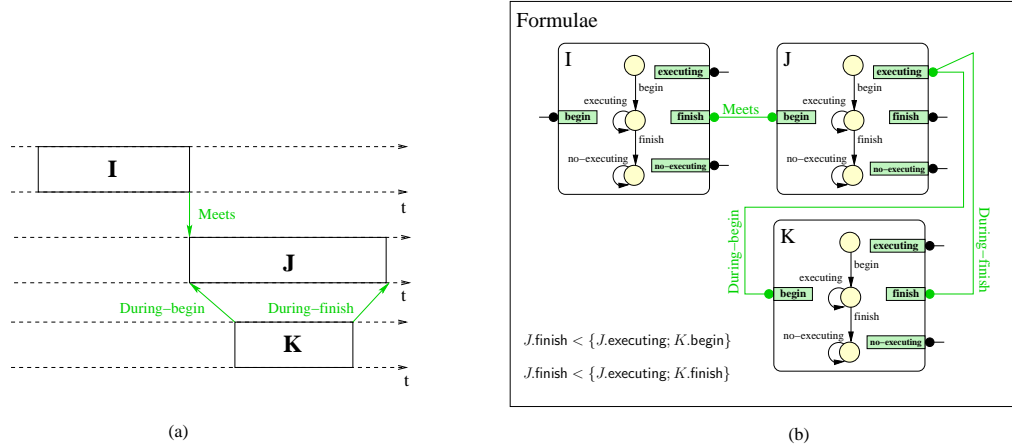 I
t
Meets
J
t
During−begin
During−finish
K
t
(a)
Formulae
I
executing
begin
executing
begin
finish
finish
no−executing
no−executing
Meets
J
executing
begin
executing
begin
finish
finish
no−executing
no−executing
During−begin
During−finish
K
executing
begin
executing
begin
finish
finish
no−executing
no−executing
J.finish < {J.executing; K.begin}
J.finish < {J.executing; K.finish}
(b)